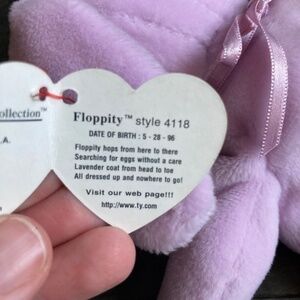 ollection™
.A.
Floppity™ style 4118
DATE OF BIRTH : 5 - 28 - 96
Floppity hops from here to there
Searching for eggs without a care
Lavender coat from head to toe
All dressed up and nowhere to go!
Visit our web page!!!
http://www.ty.com